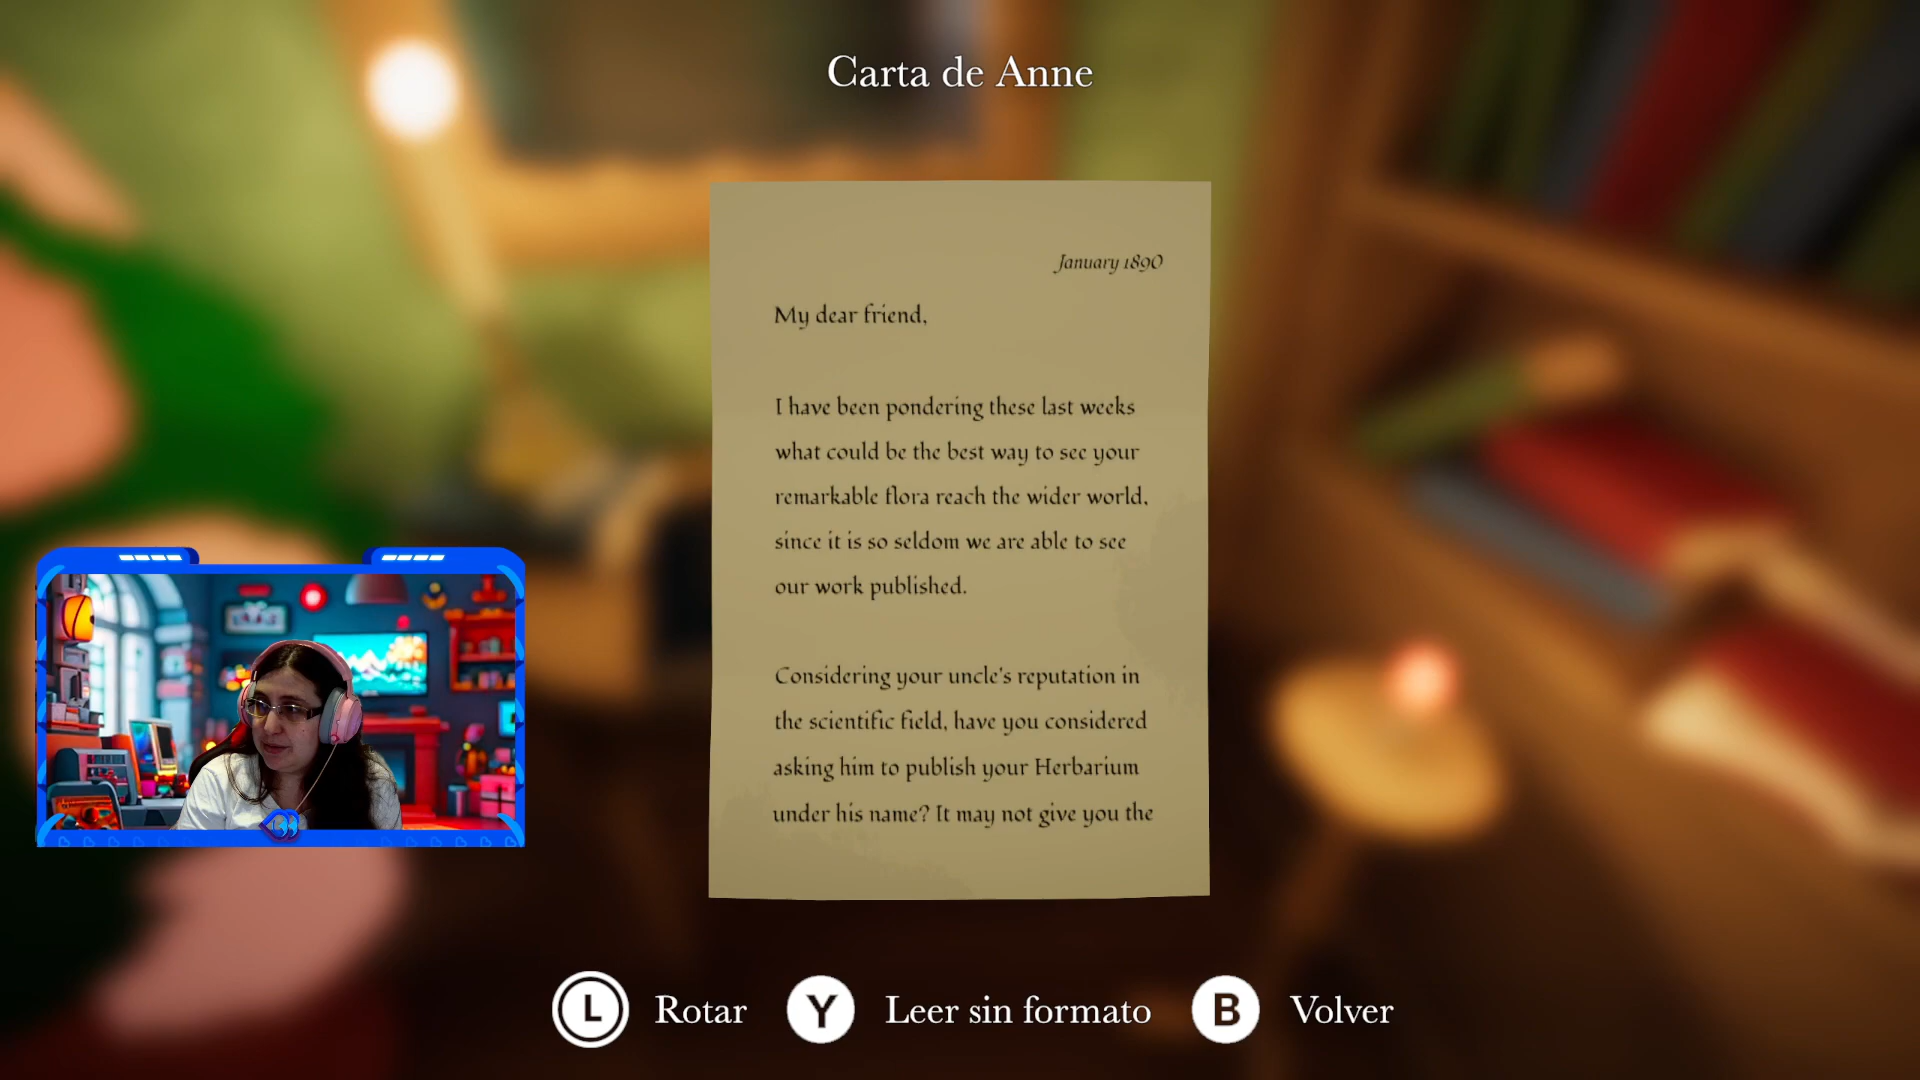 Carta de Anne
January 1890
My dear friend,
I have been pondering these last weeks
what could be the best way to see your
remarkable flora reach the wider world,
since it is so seldom we are able to see
our work published.
Considering your uncle's reputation in
the scientific field, have you considered
asking him to publish your Herbarium
under his name? It may not give you the
L Rotar Y Leer sin formato B Volver